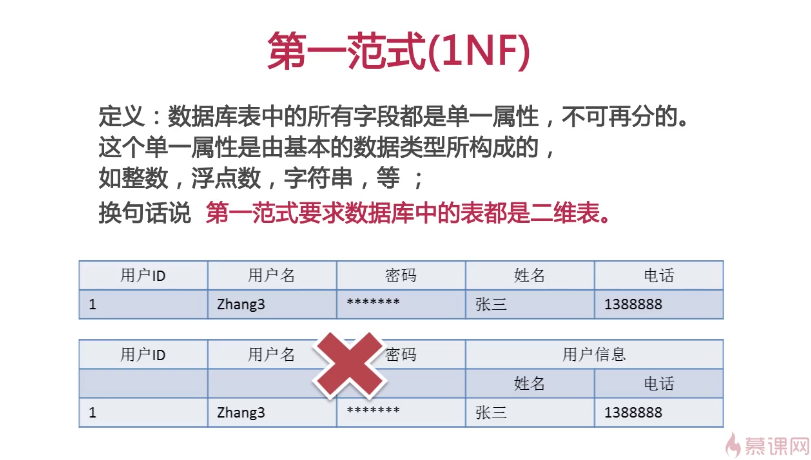 第一范式(1NF)
定义：数据库表中的所有字段都是单一属性，不可再分的。
这个单一属性是由基本的数据类型所构成的，
如整数，浮点数，字符串，等 ；
换句话说 第一范式要求数据库中的表都是二维表。
用户ID 用户名 密码 姓名 电话
1 Zhang3 ******* 张三 1388888
用户ID 用户名 密码 用户信息
姓名 电话
1 Zhang3 ******* 张三 1388888
慕课网